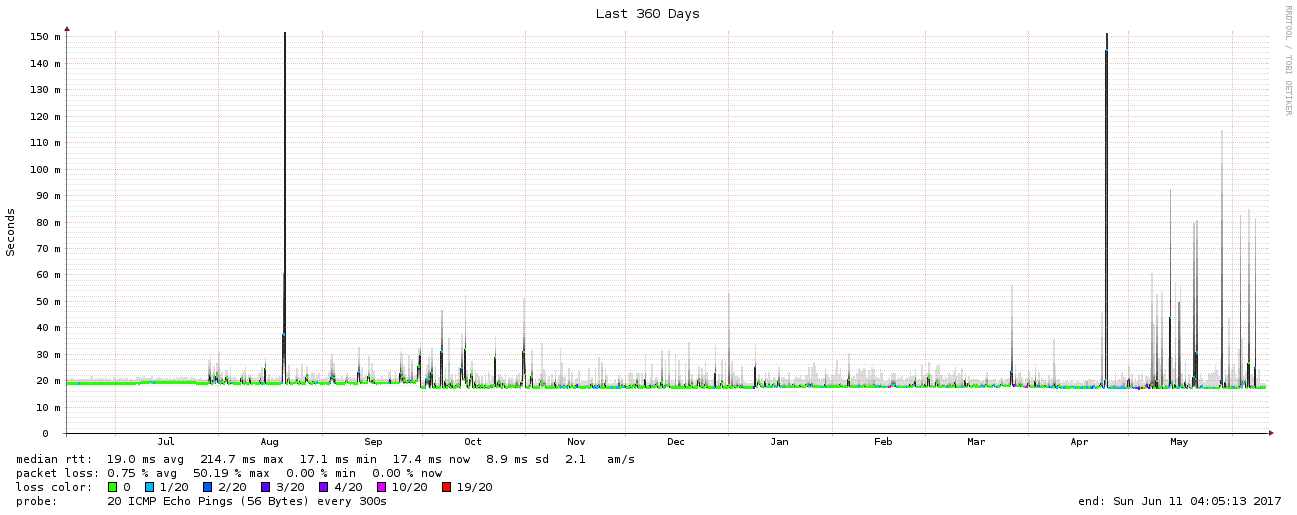 Last 360 Days
RRDTOOL / TOBI OETIKER
Seconds
150 m
140 m
130 m
120 m
110 m
100 m
90 m
80 m
70 m
60 m
50 m
40 m
30 m
20 m
10 m
0
Jul Aug Sep Oct Nov Dec Jan Feb Mar Apr May
median rtt: 19.0 ms avg 214.7 ms max 17.1 ms min 17.4 ms now 8.9 ms sd 2.1 am/s
packet loss: 0.75 % avg 50.19 % max 0.00 % min 0.00 % now
loss color: 0 1/20 2/20 3/20 4/20 10/20 19/20
probe: 20 ICMP Echo Pings (56 Bytes) every 300s end: Sun Jun 11 04:05:13 2017